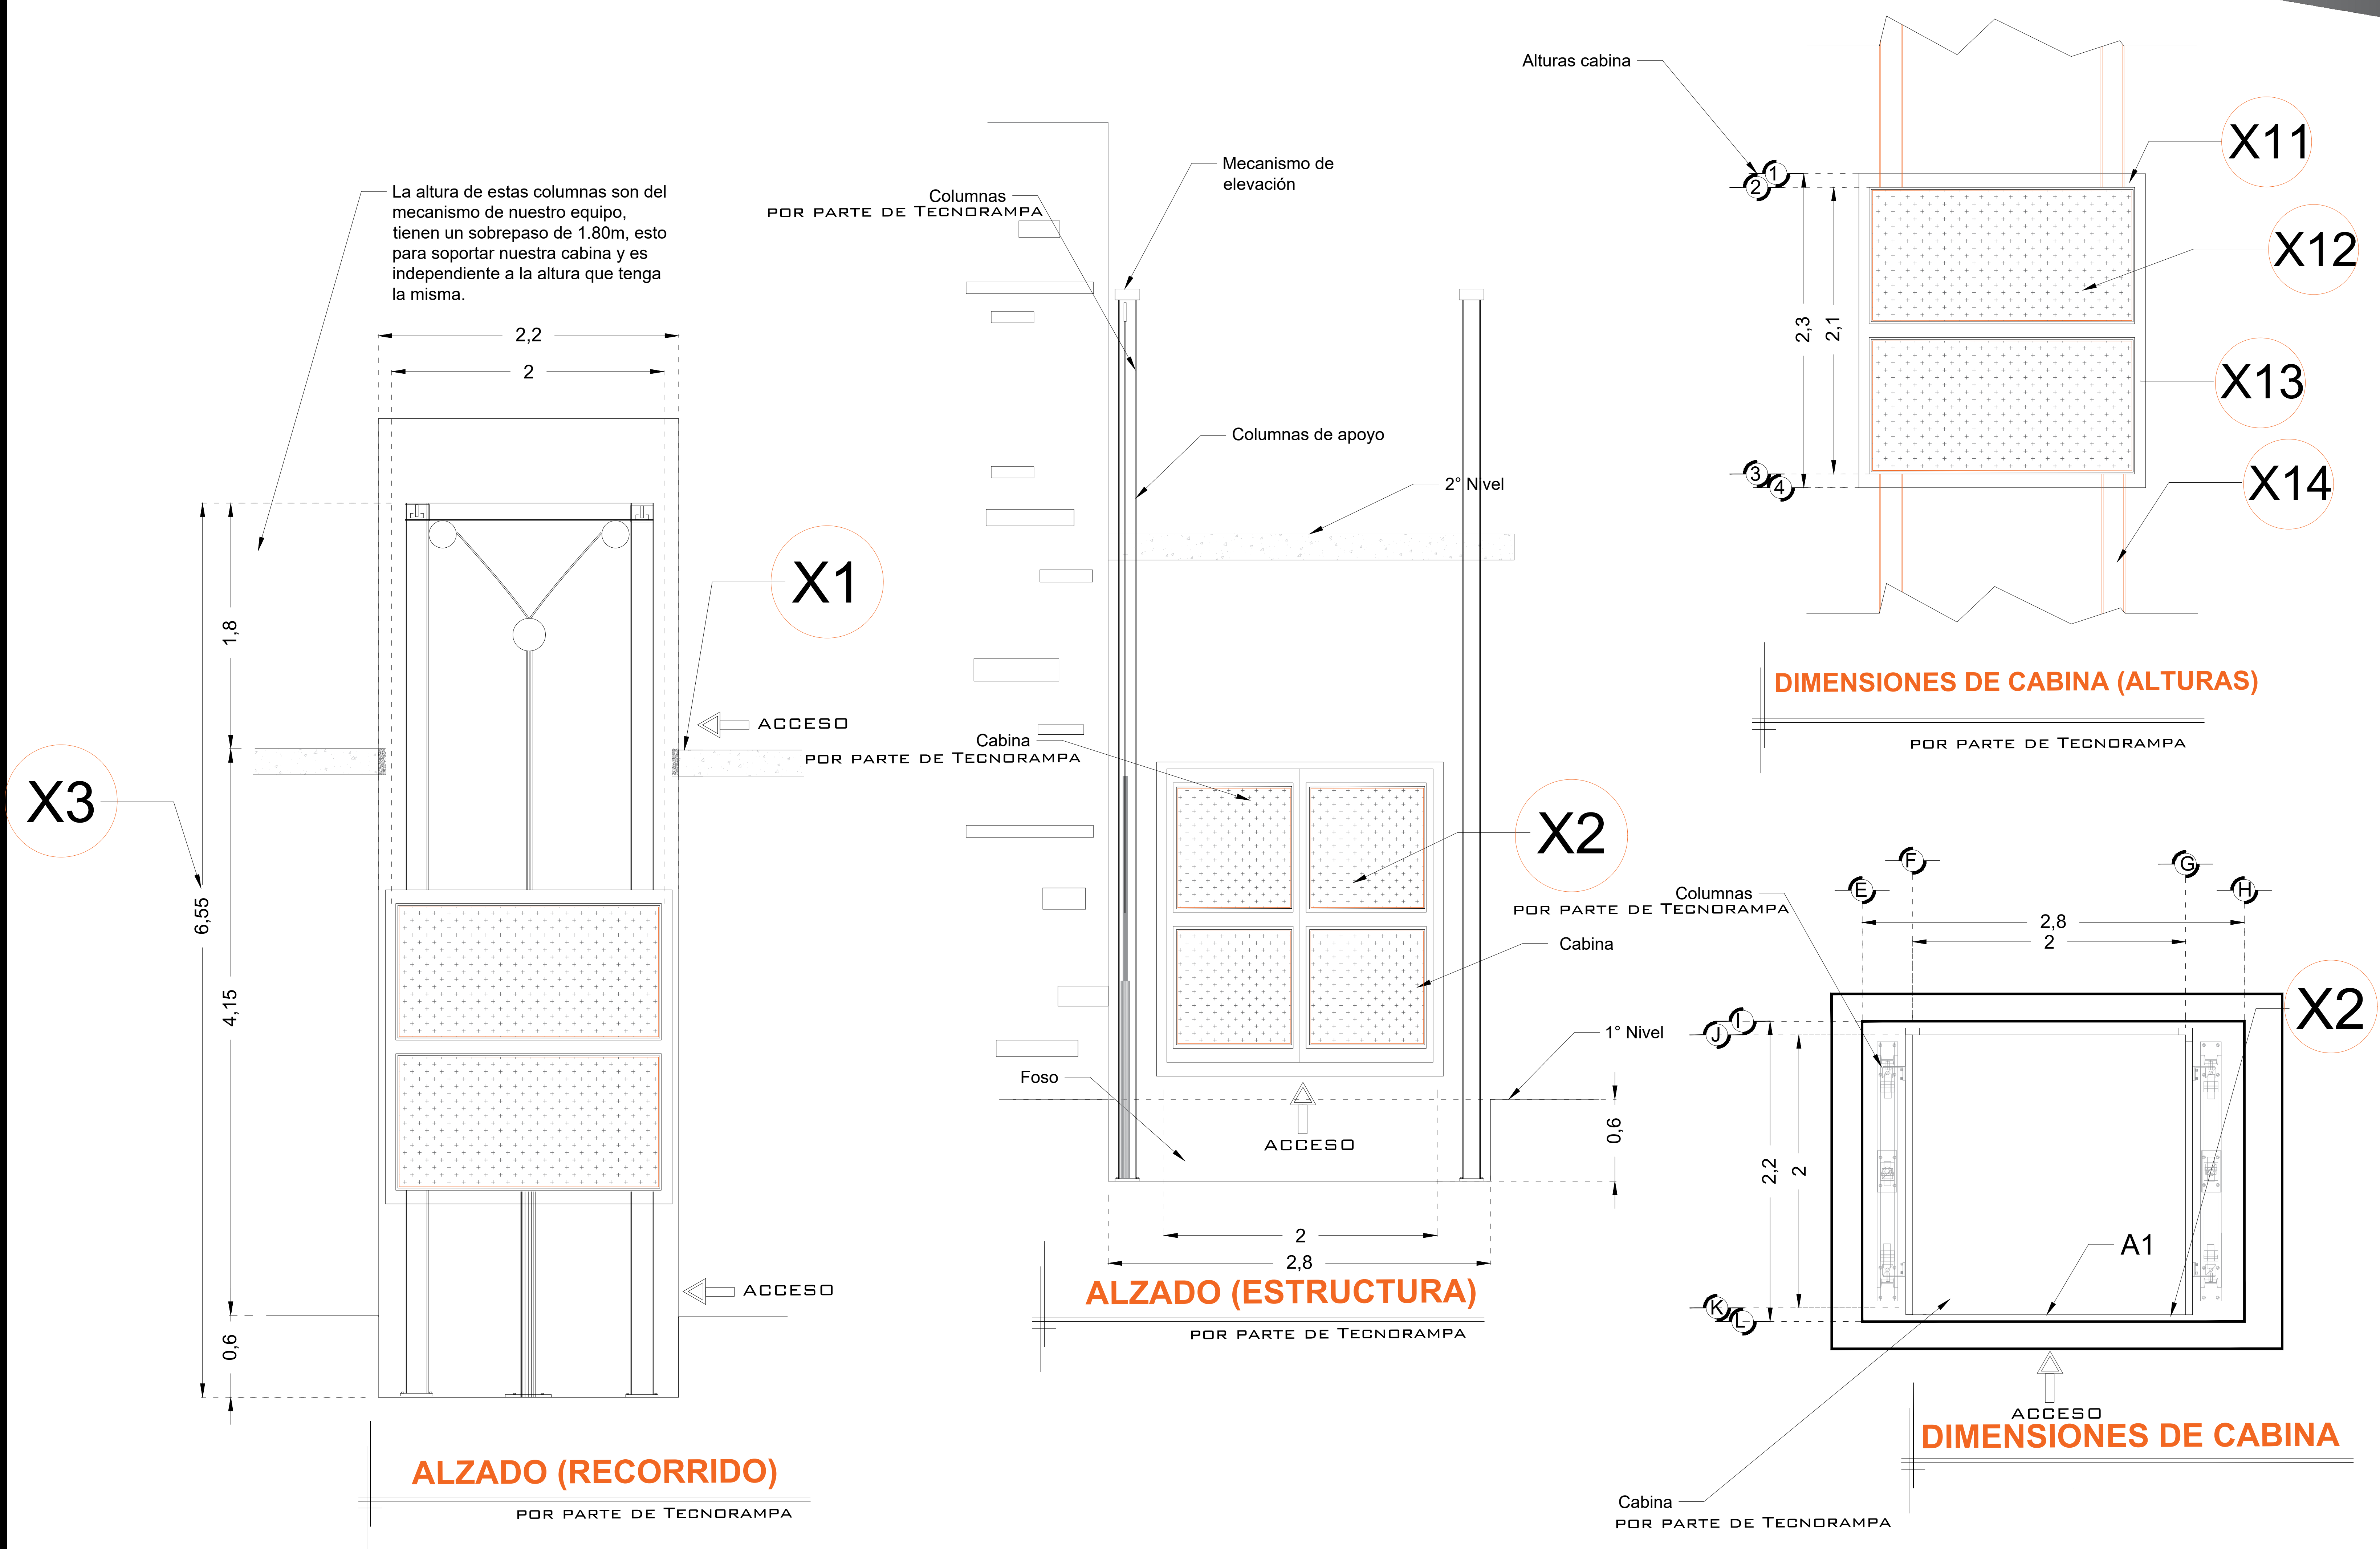 La altura de estas columnas son del
mecanismo de nuestro equipo,
tienen un sobrepaso de 1.80m, esto
para soportar nuestra cabina y es
independiente a la altura que tenga
la misma.
2,2
2
X1
ACCESO
POR PARTE DE TECNORAMPA
X3
1,8
6,55
4,15
0,6
ACCESO
ALZADO (RECORRIDO)
POR PARTE DE TECNORAMPA
Mecanismo de
elevación
Columnas
POR PARTE DE TECNORAMPA
Columnas de apoyo
2° Nivel
Cabina
X2
Cabina
1° Nivel
Foso
ACCESO
0,6
2
2,8
ALZADO (ESTRUCTURA)
POR PARTE DE TECNORAMPA
Alturas cabina
1
2
X11
X12
2,3
2,1
X13
3
4
X14
DIMENSIONES DE CABINA (ALTURAS)
POR PARTE DE TECNORAMPA
F
G
E
H
Columnas
POR PARTE DE TECNORAMPA
2,8
2
X2
I
J
2,2
2
A1
K
L
ACCESO
DIMENSIONES DE CABINA
Cabina
POR PARTE DE TECNORAMPA